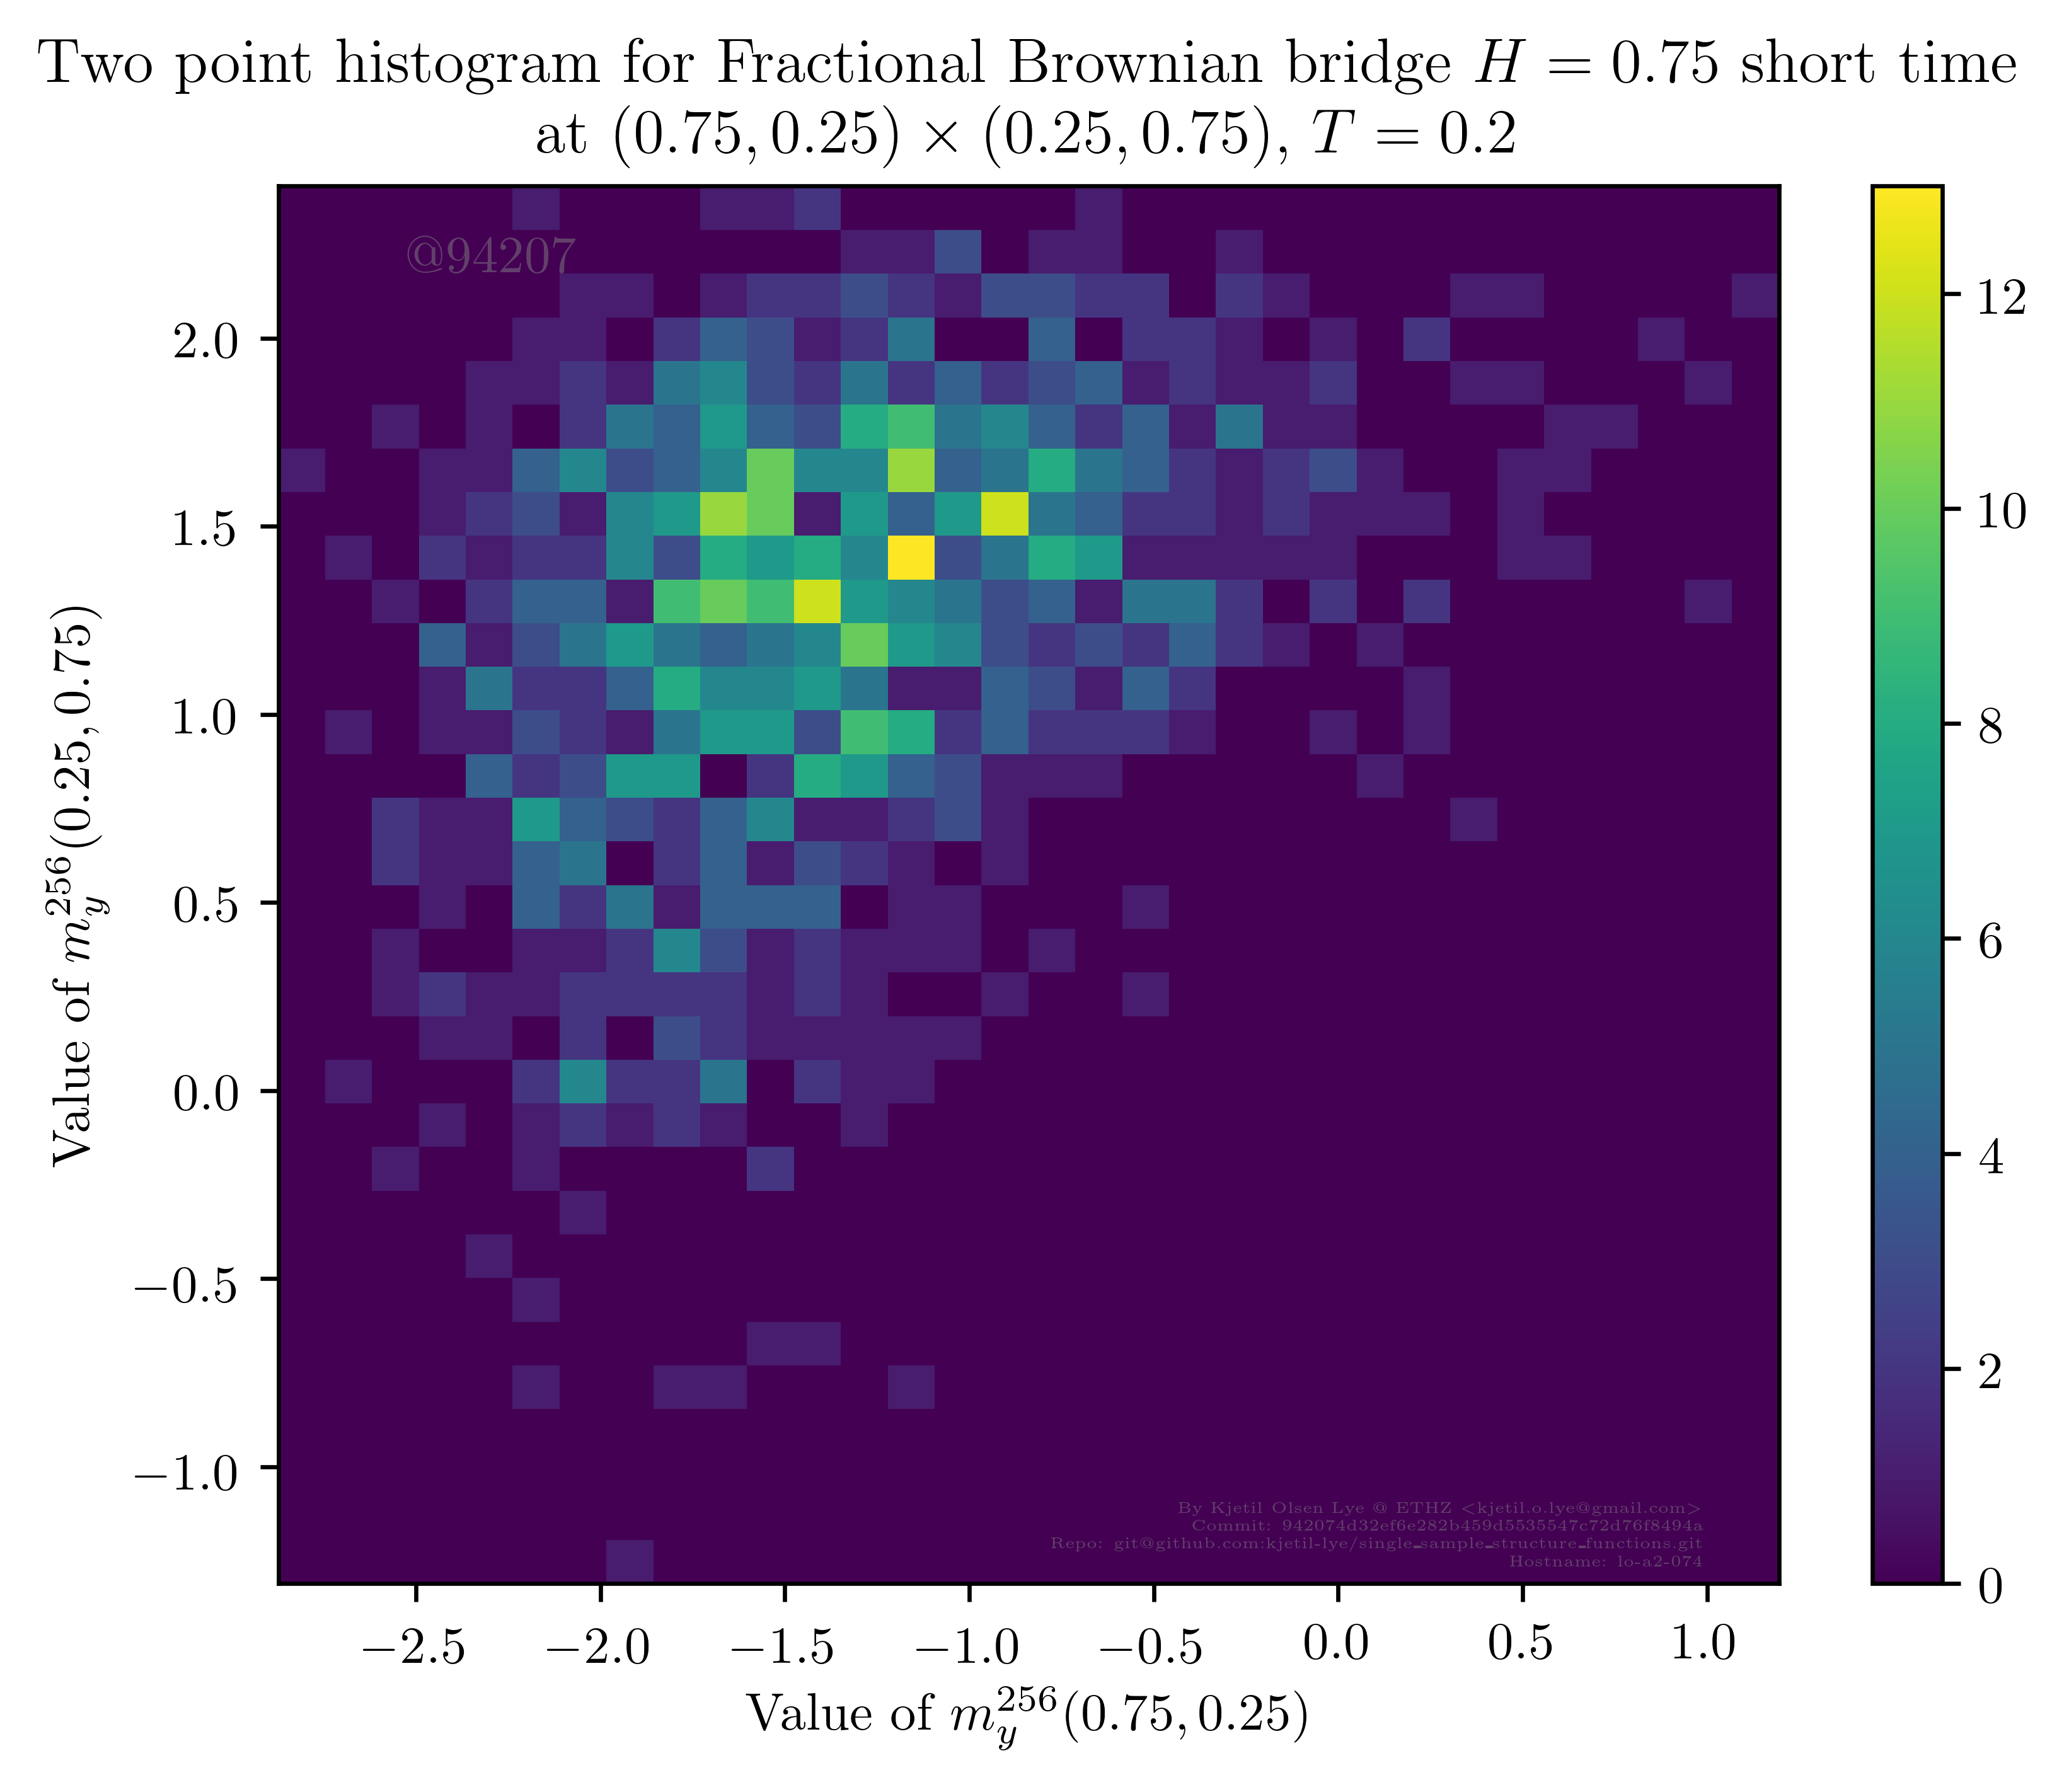 Two point histogram for Fractional Brownian bridge H = 0.75 short time
at (0.75, 0.25) × (0.25, 0.75), T = 0.2
@94207
12
10
8
6
4
2
0
2.0
1.5
1.0
0.5
0.0
−0.5
−1.0
Value of m_y^256(0.25, 0.75)
By Kjetil Olsen Lye @ ETHZ <kjetil.o.lye@gmail.com>
Commit: 942074d32ef6e282b459d5535547c72d76f8494a
Repo: git@github.com:kjetil-lye/single_sample_structure_functions.git
Hostname: lo-a2-074
−2.5 −2.0 −1.5 −1.0 −0.5 0.0 0.5 1.0
Value of m_y^256(0.75, 0.25)